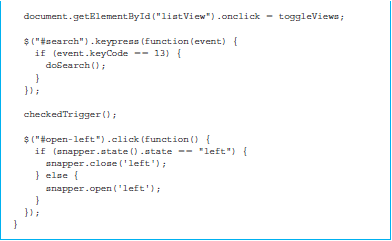 document.getElementById("listView").onclick = toggleViews;
$("#search").keypress(function(event) {
if (event.keyCode == 13) {
doSearch();
}
});
checkedTrigger();
$("#open-left").click(function() {
if (snapper.state().state == "left") {
snapper.close('left');
} else {
snapper.open('left');
}
});
}